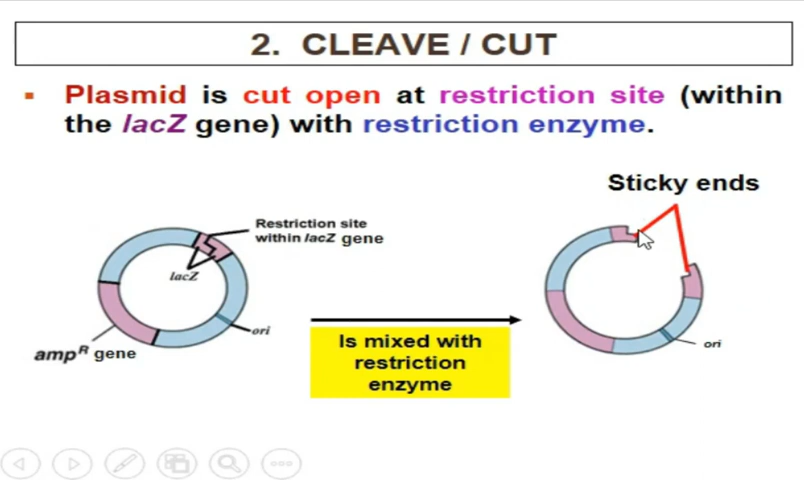 2. CLEAVE / CUT
▪ Plasmid is cut open at restriction site (within
the lacZ gene) with restriction enzyme.
Sticky ends
Restriction site
within lacZ gene
lacZ
ori
ampᴿ gene
Is mixed with
restriction
enzyme
ori